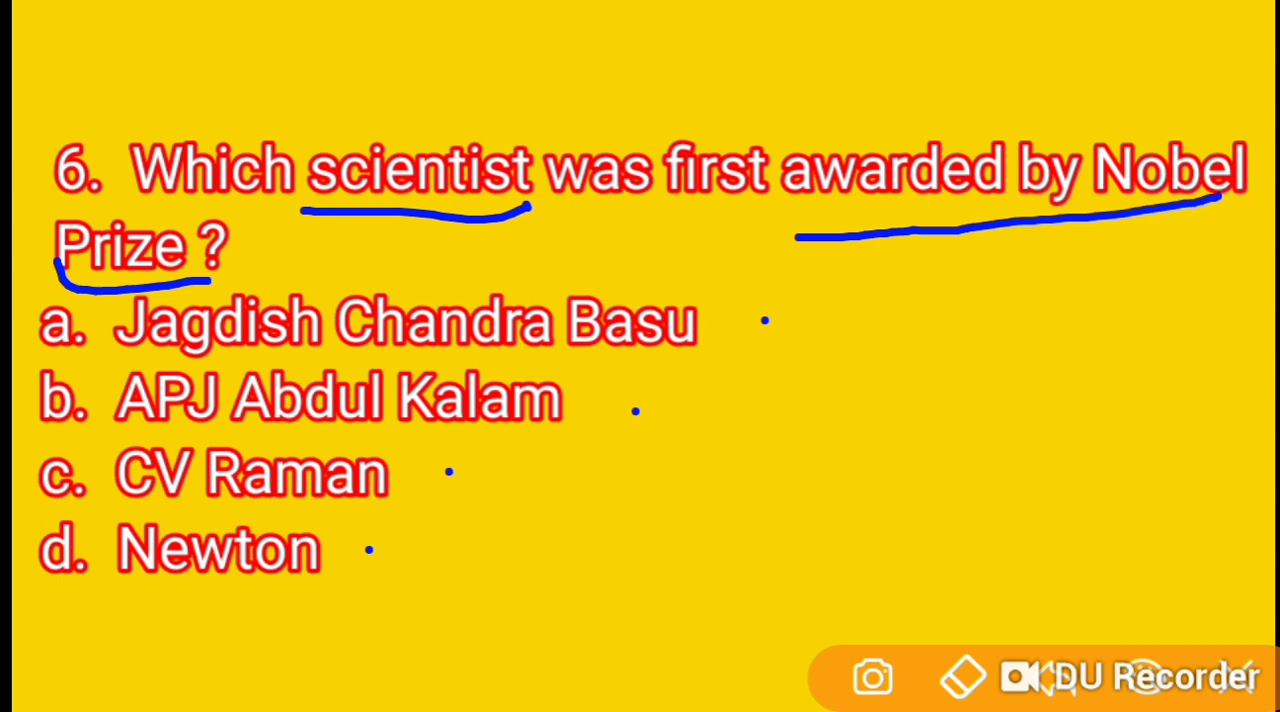 6. Which scientist was first awarded by Nobel
Prize ?
a. Jagdish Chandra Basu
b. APJ Abdul Kalam
c. CV Raman
d. Newton
DU Recorder